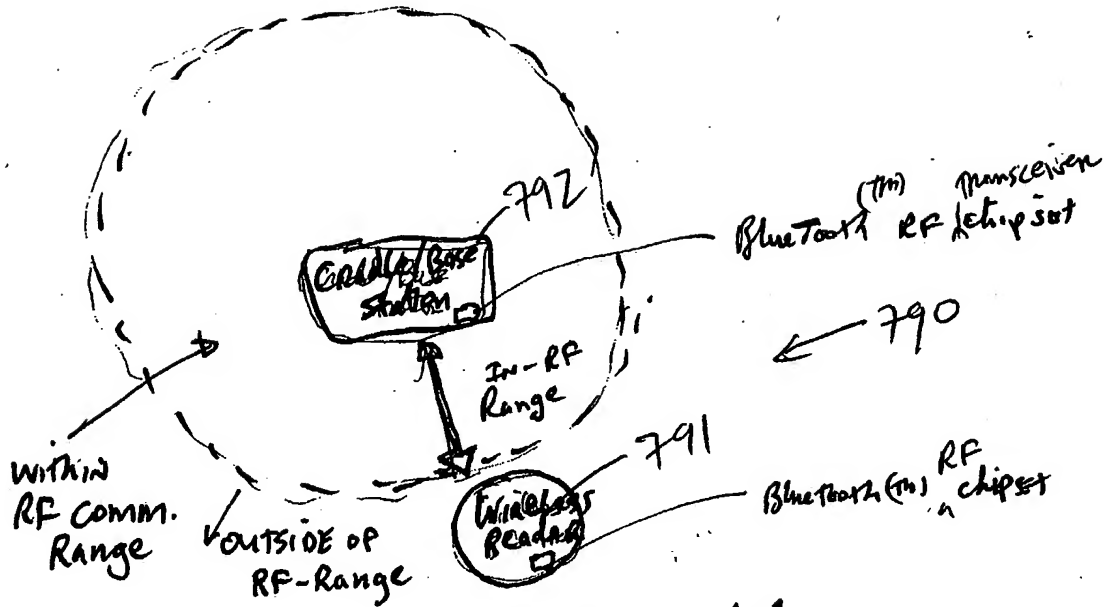 792
Bluetooth (TM) RF Transceiver chipset
Cradle/Base
Station
790
In-RF
Range
791
Within
RF Comm.
Range
Outside of
RF-Range
Wireless
Reader
Bluetooth (TM) RF chipset